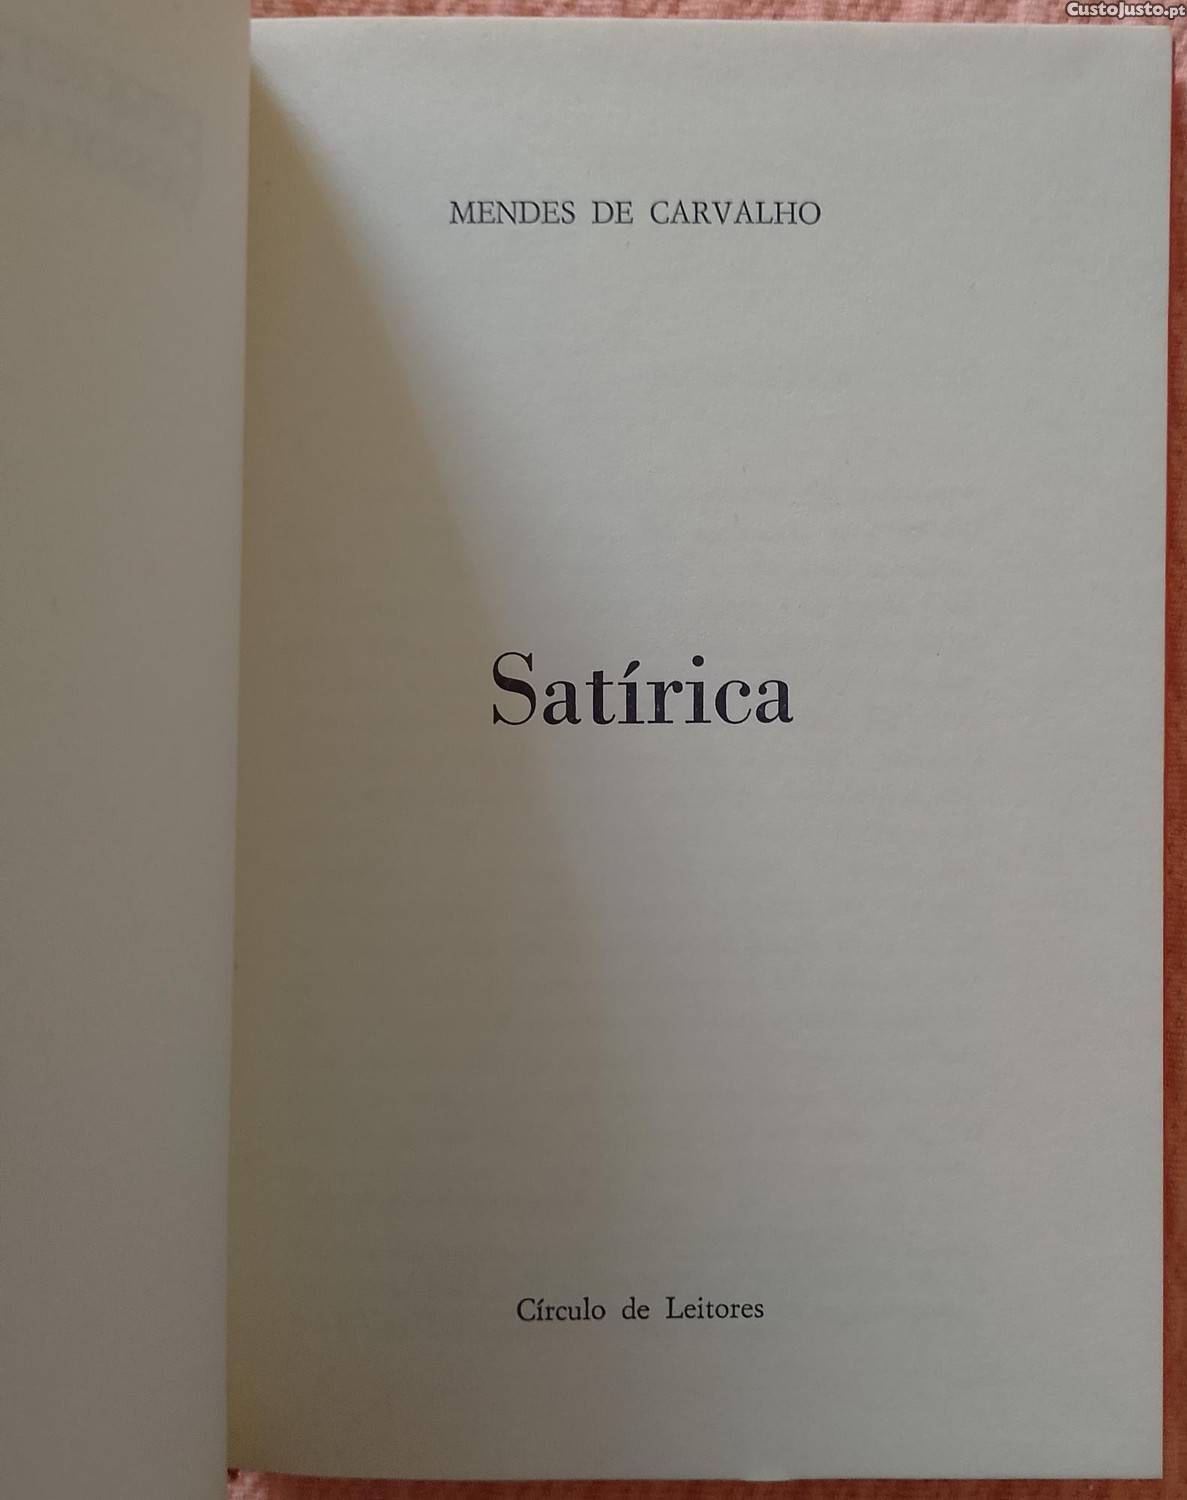 CustoJusto.pt
MENDES DE CARVALHO
Satírica
Círculo de Leitores